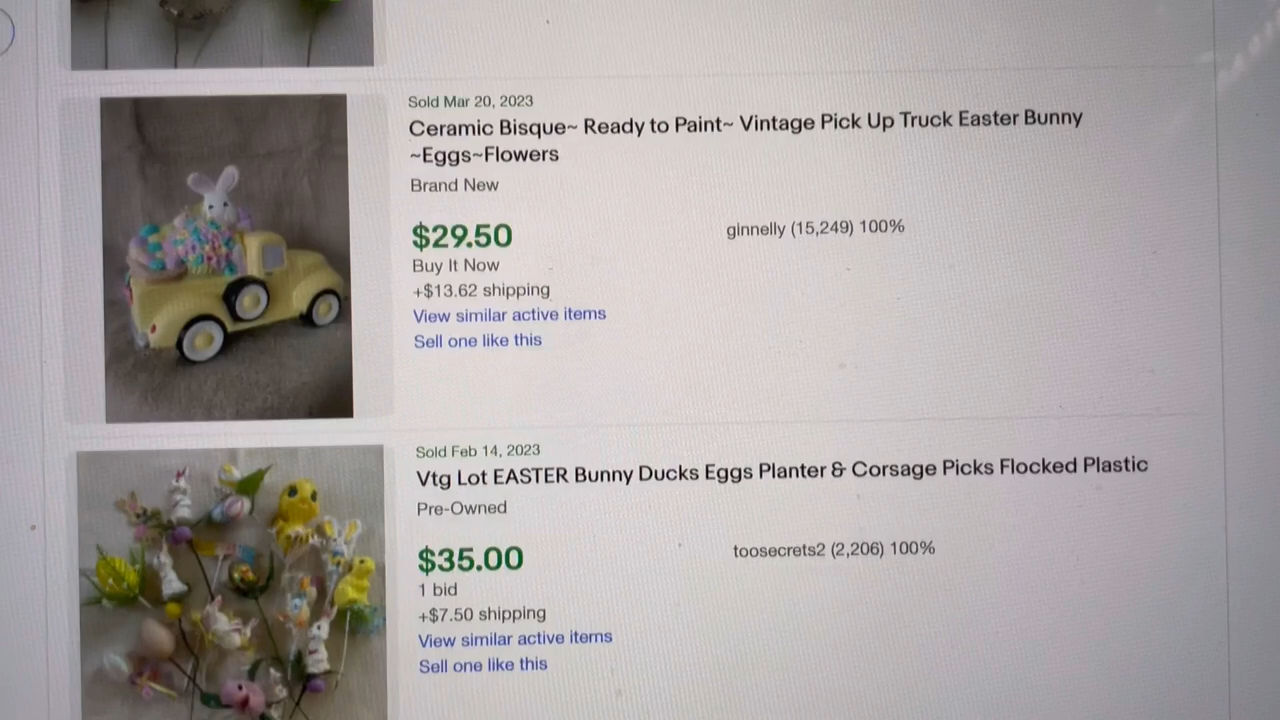 Sold Mar 20, 2023
Ceramic Bisque~ Ready to Paint~ Vintage Pick Up Truck Easter Bunny
~Eggs~Flowers
Brand New
$29.50
ginnelly (15,249) 100%
Buy It Now
+$13.62 shipping
View similar active items
Sell one like this
Sold Feb 14, 2023
Vtg Lot EASTER Bunny Ducks Eggs Planter & Corsage Picks Flocked Plastic
Pre-Owned
$35.00
toosecrets2 (2,206) 100%
1 bid
+$7.50 shipping
View similar active items
Sell one like this